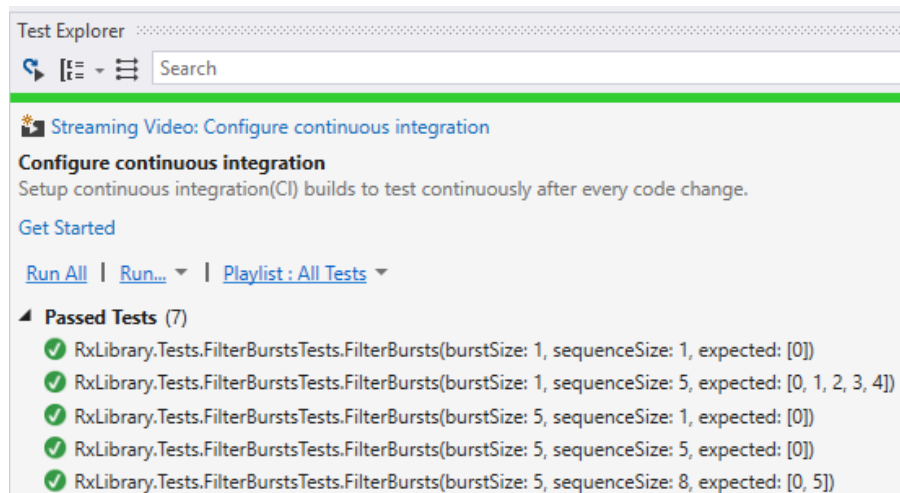 Test Explorer
Search
Streaming Video: Configure continuous integration
Configure continuous integration
Setup continuous integration(CI) builds to test continuously after every code change.
Get Started
Run All | Run... | Playlist : All Tests
Passed Tests (7)
RxLibrary.Tests.FilterBurstsTests.FilterBursts(burstSize: 1, sequenceSize: 1, expected: [0])
RxLibrary.Tests.FilterBurstsTests.FilterBursts(burstSize: 1, sequenceSize: 5, expected: [0, 1, 2, 3, 4])
RxLibrary.Tests.FilterBurstsTests.FilterBursts(burstSize: 5, sequenceSize: 1, expected: [0])
RxLibrary.Tests.FilterBurstsTests.FilterBursts(burstSize: 5, sequenceSize: 5, expected: [0])
RxLibrary.Tests.FilterBurstsTests.FilterBursts(burstSize: 5, sequenceSize: 8, expected: [0, 5])